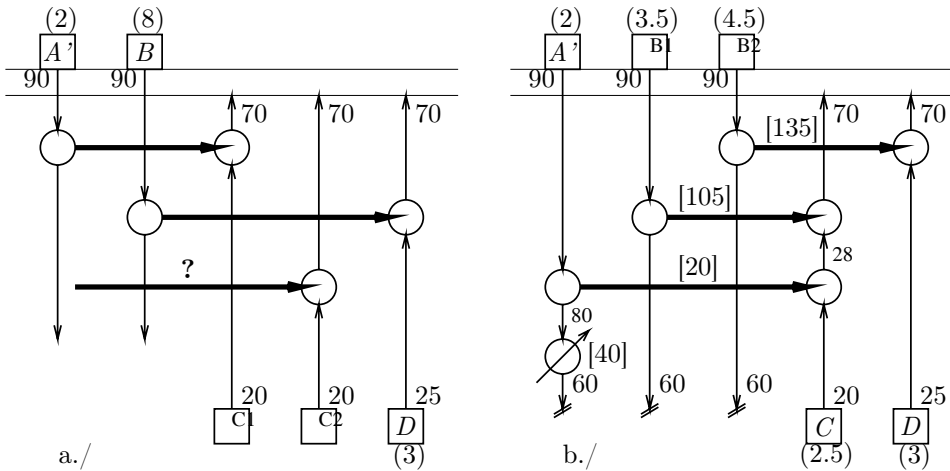 (2) (8) (2) (3.5) (4.5)
A' B A' B1 B2
90 90 90 90 90
70 70 70 70 70
[135]
[105]
? [20] 28
80
[40]
60 60 60
20 20 25 20 25
C1 C2 D C D
(3) (2.5) (3)
a./ b./